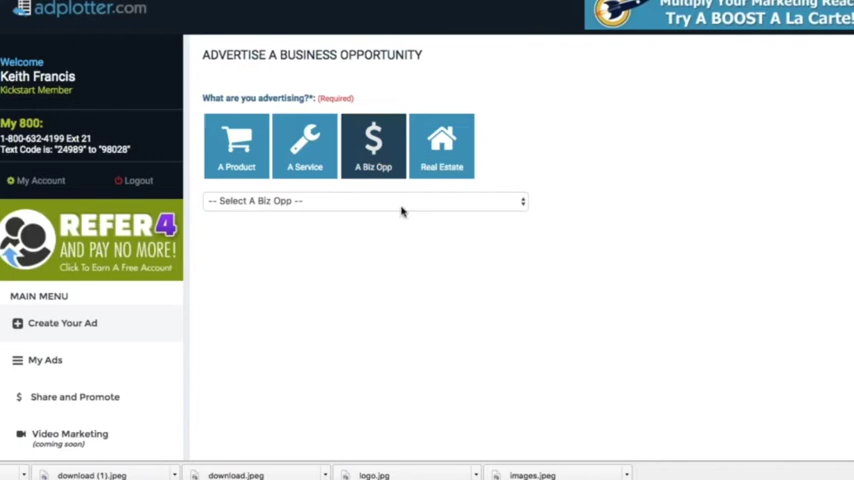 adplotter.com
Multiply Your Marketing Reac
Try A BOOST A La Carte!
Welcome
Keith Francis
Kickstart Member
My 800:
1-800-632-4199 Ext 21
Text Code is: "24989" to "98028"
My Account
Logout
REFER 4
AND PAY NO MORE!
Click To Earn A Free Account
MAIN MENU
Create Your Ad
My Ads
$ Share and Promote
Video Marketing
(coming soon)
ADVERTISE A BUSINESS OPPORTUNITY
What are you advertising?*: (Required)
A Product
A Service
$
A Biz Opp
Real Estate
-- Select A Biz Opp --
download (1).jpeg
download.jpeg
logo.jpg
images.jpeg